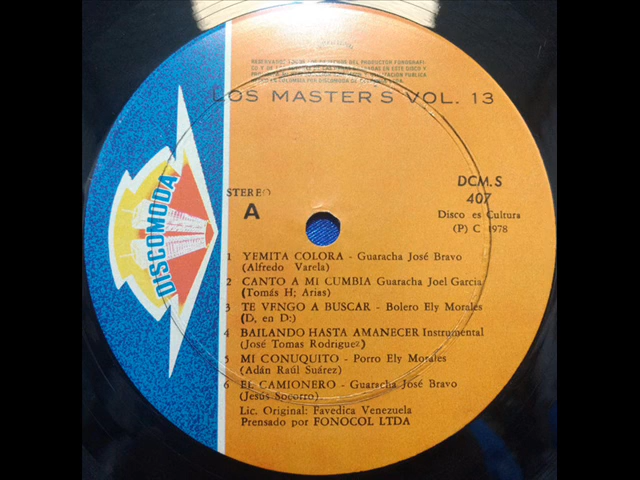 LOS MASTER'S VOL. 13
DISCOMODA
STEREO
A
DCM.S
407
Disco es Cultura
(P) C 1978
1 YEMITA COLORA - Guaracha José Bravo
(Alfredo Varela)
2 CANTO A MI CUMBIA Guaracha Joel Garcia
(Tomás H; Arias)
3 TE VENGO A BUSCAR - Bolero Ely Morales
(D, en D:)
4 BAILANDO HASTA AMANECER Instrumental
(José Tomas Rodriguez)
5 MI CONUQUITO - Porro Ely Morales
(Adán Raúl Suárez)
6 EL CAMIONERO - Guaracha José Bravo
(Jesús Socorro)
Lic. Original: Favedica Venezuela
Prensado por FONOCOL LTDA